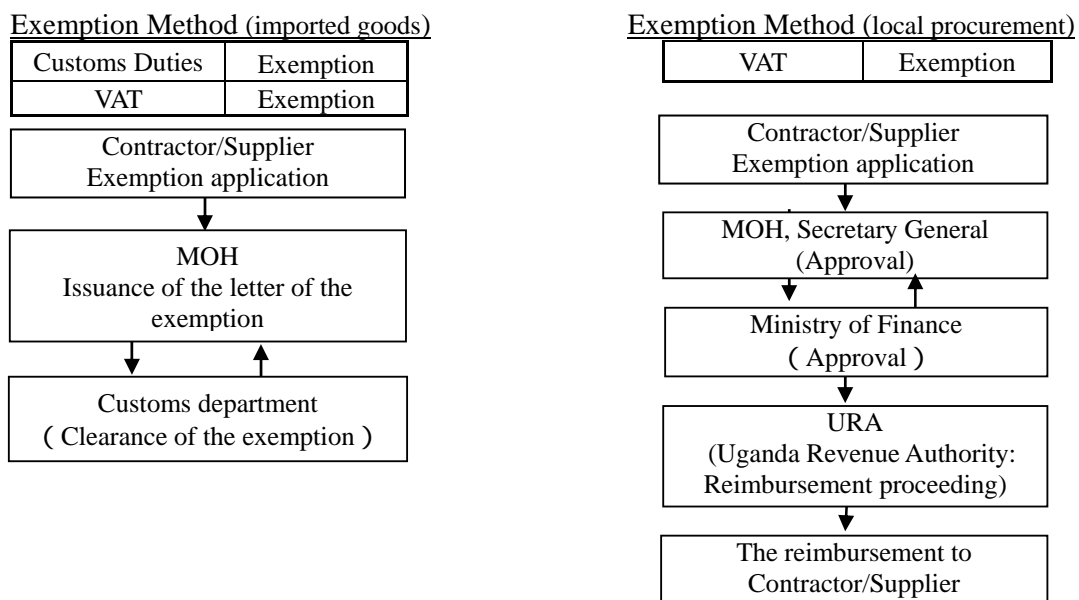 Exemption Method (imported goods)
Customs Duties Exemption
VAT Exemption
Contractor/Supplier
Exemption application
MOH
Issuance of the letter of the
exemption
Customs department
( Clearance of the exemption )
Exemption Method (local procurement)
VAT Exemption
Contractor/Supplier
Exemption application
MOH, Secretary General
(Approval)
Ministry of Finance
( Approval )
URA
(Uganda Revenue Authority:
Reimbursement proceeding)
The reimbursement to
Contractor/Supplier